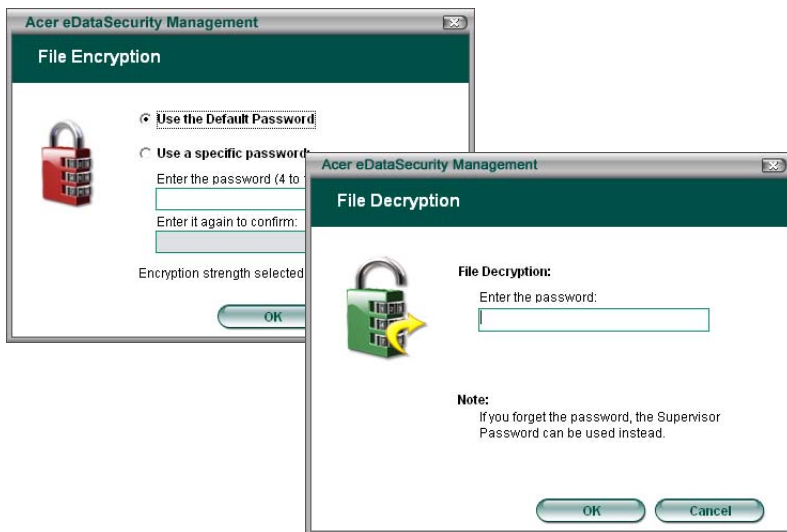 Acer eDataSecurity Management
File Encryption
Use the Default Password
Use a specific password:
Enter the password (4 to
Enter it again to confirm:
Encryption strength selected
OK
Acer eDataSecurity Management
File Decryption
File Decryption:
Enter the password:
Note:
If you forget the password, the Supervisor
Password can be used instead.
OK
Cancel